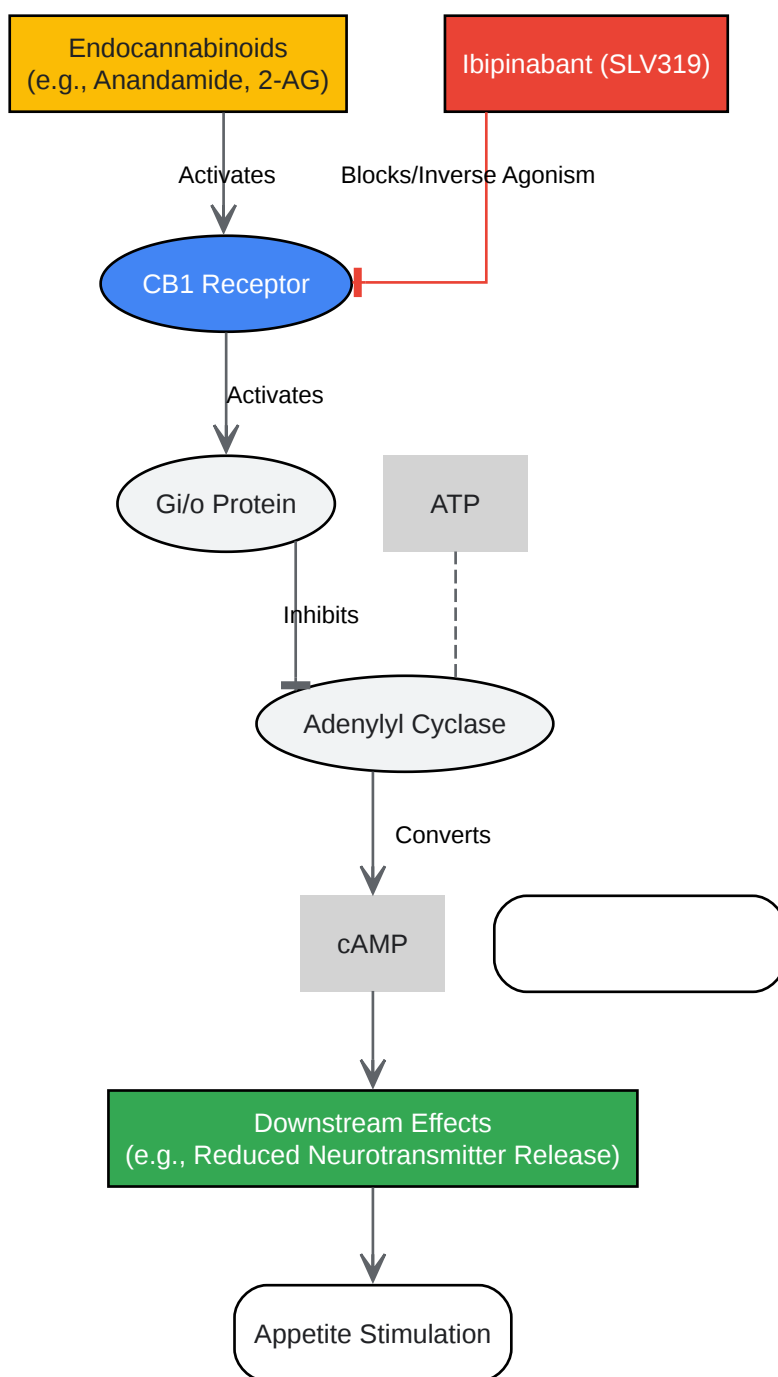 Endocannabinoids
(e.g., Anandamide, 2-AG)
Ibipinabant (SLV319)
Activates
Blocks/Inverse Agonism
CB1 Receptor
Activates
Gi/o Protein
ATP
Inhibits
Adenylyl Cyclase
Converts
cAMP
Downstream Effects
(e.g., Reduced Neurotransmitter Release)
Appetite Stimulation